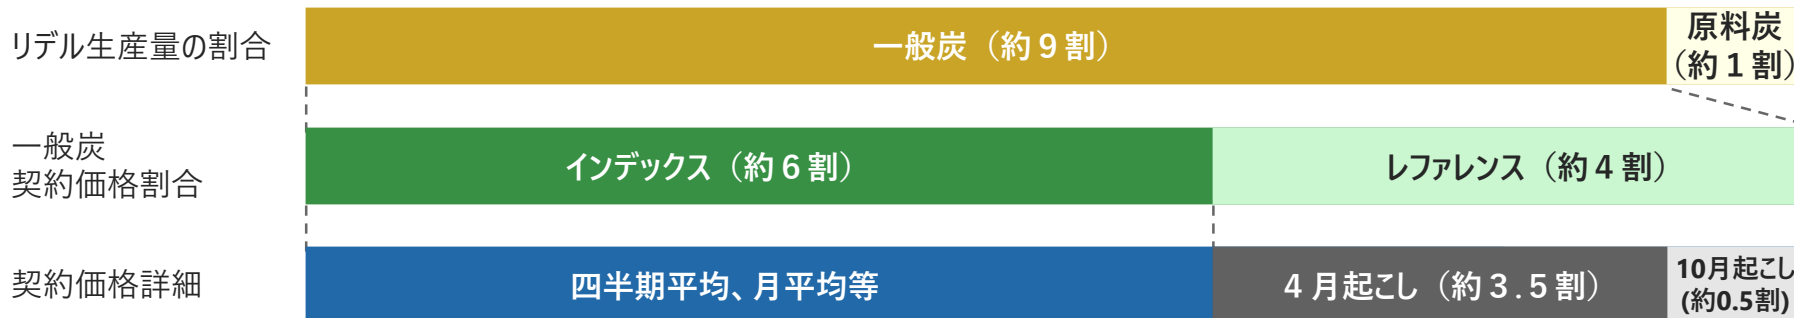 リデル生産量の割合
一般炭（約９割）
原料炭
（約１割）
一般炭
契約価格割合
インデックス（約６割）
レファレンス（約４割）
契約価格詳細
四半期平均、月平均等
４月起こし（約３.５割）
10月起こし
(約0.5割)